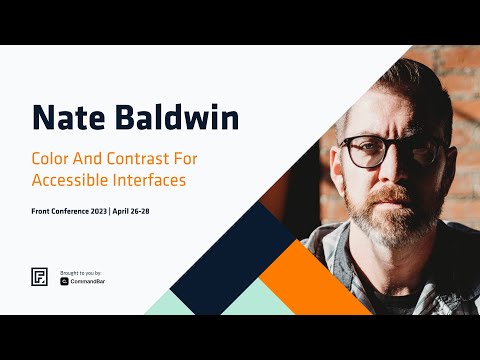 Nate Baldwin
Color And Contrast For
Accessible Interfaces
Front Conference 2023 | April 26-28
Brought to you by:
CommandBar